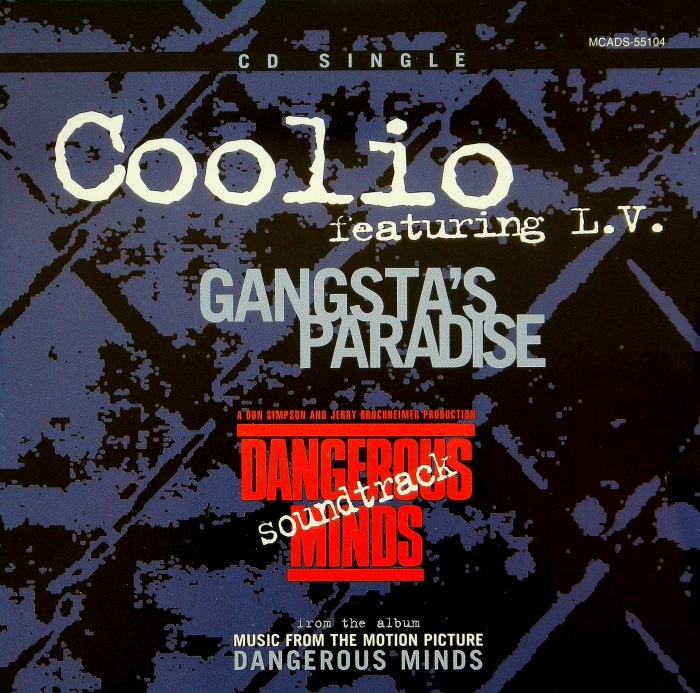 MCADS-55104
CD SINGLE
Coolio
featuring L.V.
GANGSTA'S
PARADISE
A DON SIMPSON AND JERRY BRUCKHEIMER PRODUCTION
DANGEROUS
soundtrack
MINDS
from the album
MUSIC FROM THE MOTION PICTURE
DANGEROUS MINDS